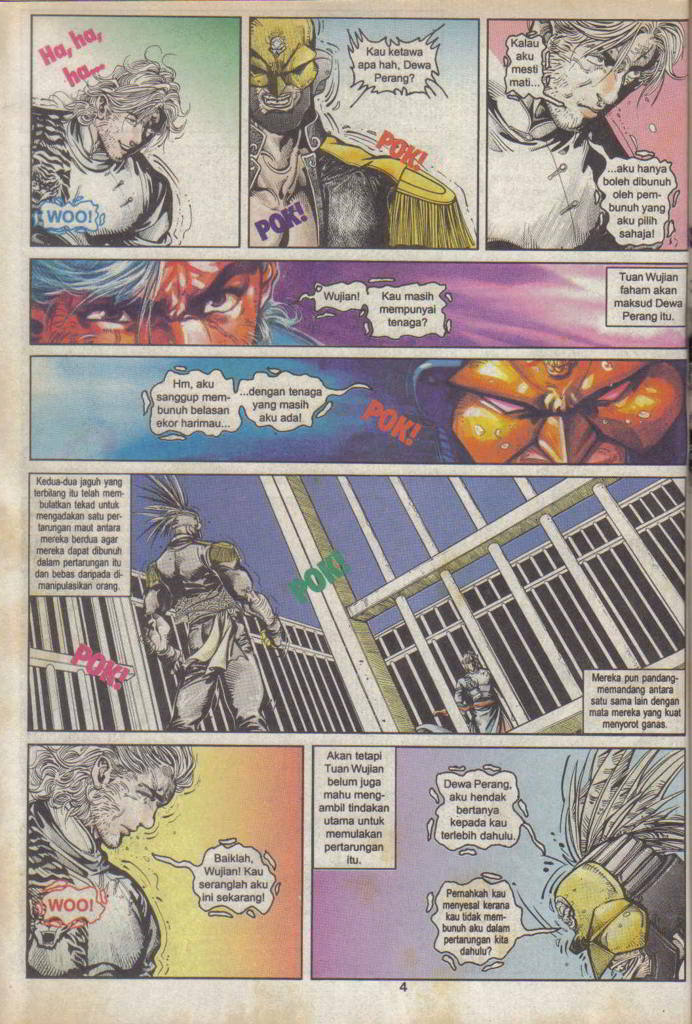 Ha, ha,
ha...
WOO!
Kau ketawa
apa hah, Dewa
Perang?
POK!
POK!
Kalau
aku
mesti
mati...
...aku hanya
boleh dibunuh
oleh pem-
bunuh yang
aku pilih
sahaja!
Wujian!
Kau masih
mempunyai
tenaga?
Tuan Wujian
faham akan
maksud Dewa
Perang itu.
Hm, aku
sanggup mem-
bunuh belasan
ekor harimau...
...dengan tenaga
yang masih
aku ada!
POK!
Kedua-dua jaguh yang
terbilang itu telah mem-
bulatkan tekad untuk
mengadakan satu per-
tarungan maut antara
mereka berdua agar
mereka dapat dibunuh
dalam pertarungan itu
dan bebas daripada di-
manipulasikan orang.
POK!
POK!
Mereka pun pandang-
memandang antara
satu sama lain dengan
mata mereka yang kuat
menyorot ganas.
WOO!
Baiklah,
Wujian! Kau
seranglah aku
ini sekarang!
Akan tetapi
Tuan Wujian
belum juga
mahu meng-
ambil tindakan
utama untuk
memulakan
pertarungan
itu.
Dewa Perang,
aku hendak
bertanya
kepada kau
terlebih
dahulu.
Pernahkah kau
menyesal kerana
kau tidak mem-
bunuh aku dalam
pertarungan kita
dahulu?
4